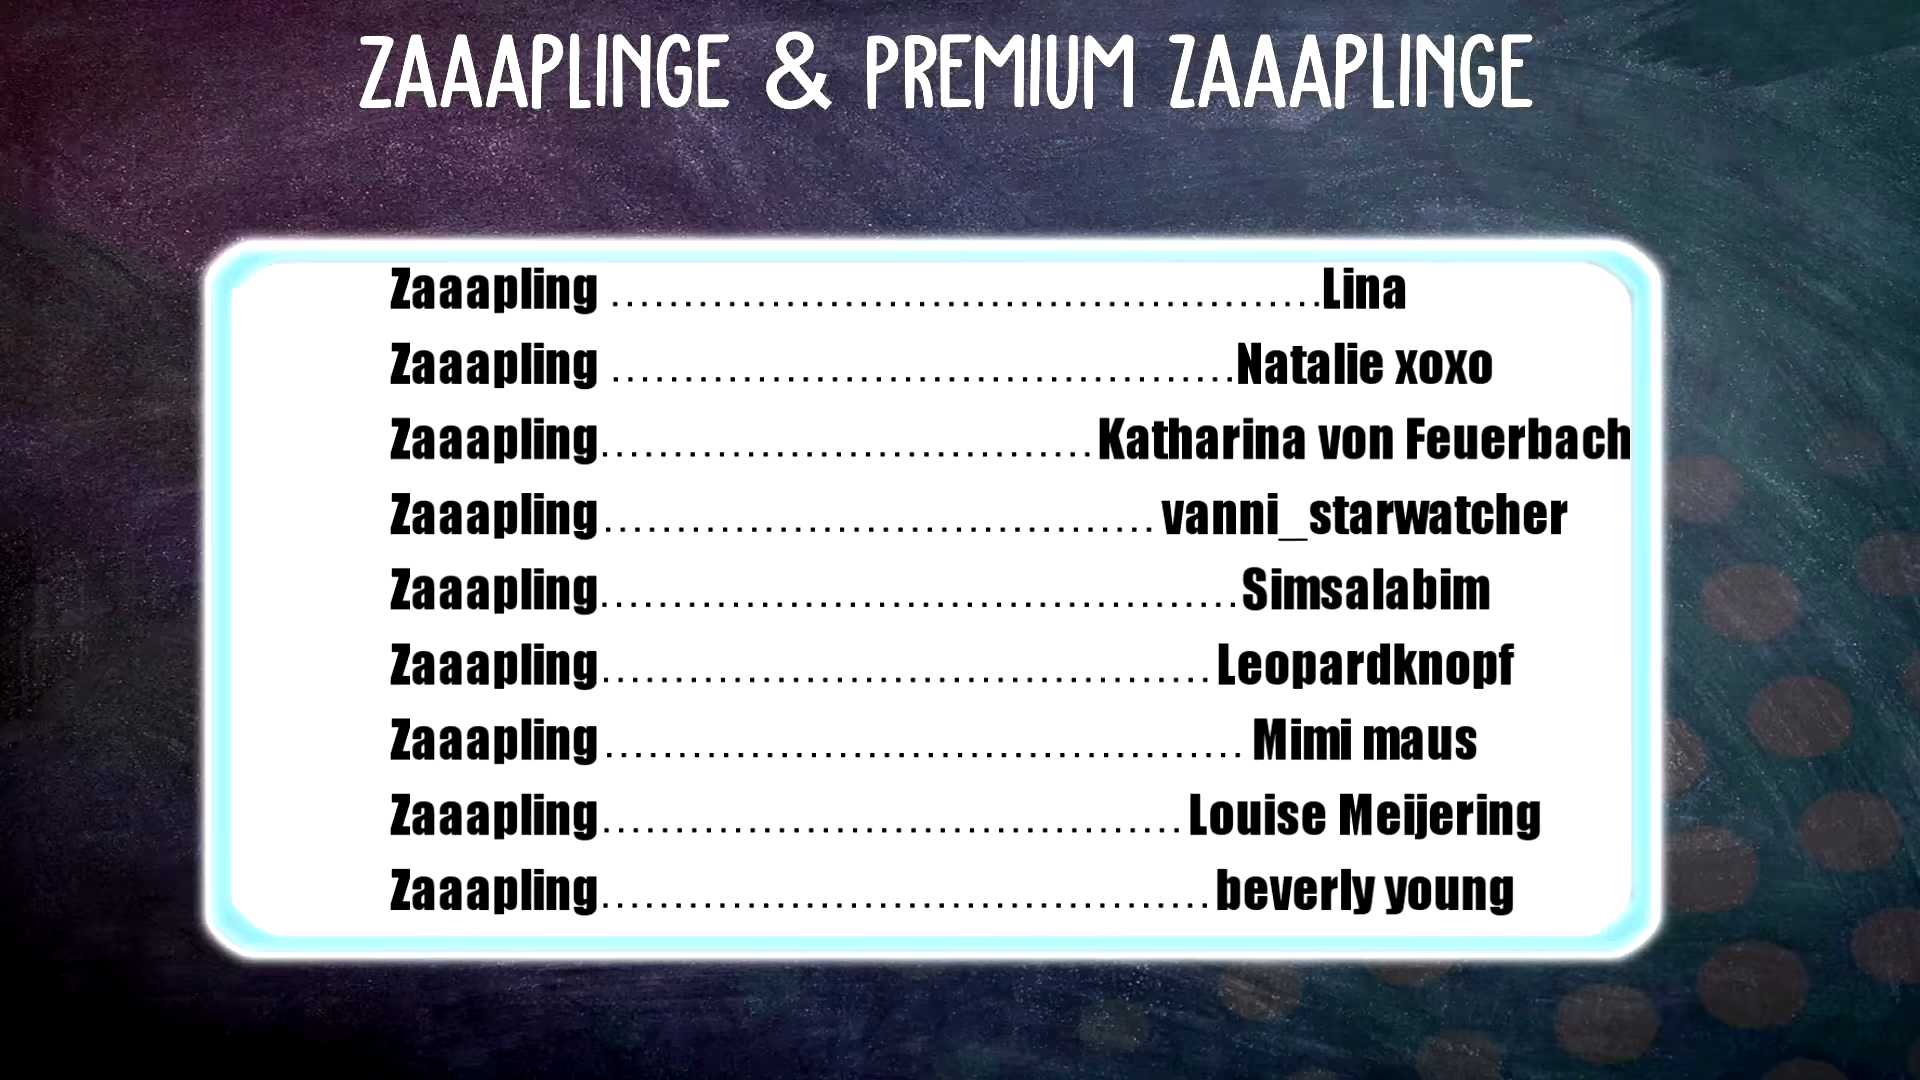 ZAAAPLINGE & PREMIUM ZAAAPLINGE
Zaaapling .................................................Lina
Zaaapling ...........................................Natalie xoxo
Zaaapling.................................. Katharina von Feuerbach
Zaaapling...................................... vanni_starwatcher
Zaaapling............................................Simsalabim
Zaaapling.......................................... Leopardknopf
Zaaapling............................................ Mimi maus
Zaaapling........................................ Louise Meijering
Zaaapling..........................................beverly young